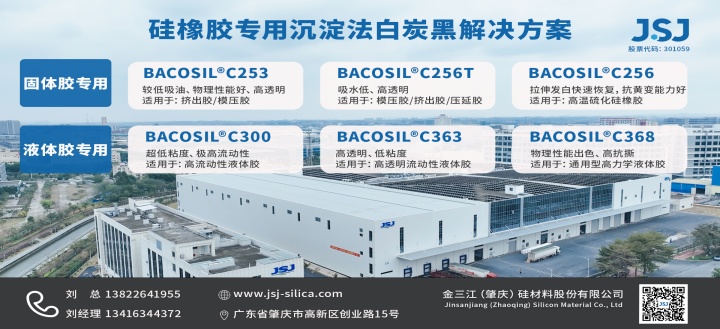 硅橡胶专用沉淀法白炭黑解决方案
JSJ
股票代码：301059
固体胶专用
BACOSIL®C253
较低吸油、物理性能好、高透明
适用于：挤出胶/模压胶
BACOSIL®C256T
吸水低、高透明
适用于：模压胶/挤出胶/压延胶
BACOSIL®C256
拉伸发白快速恢复，抗黄变能力好
适用于：高温硫化硅橡胶
液体胶专用
BACOSIL®C300
超低粘度、极高流动性
适用于：高流动性液体胶
BACOSIL®C363
高透明、低粘度
适用于：高透明流动性液体胶
BACOSIL®C368
物理性能出色、高抗撕
适用于：通用型高力学液体胶
JSJ
JSJ
JSJ
刘　总 13822641955
刘经理 13416344372
www.jsj-silica.com
广东省肇庆市高新区创业路15号
金三江（肇庆）硅材料股份有限公司
Jinsanjiang (Zhaoqing) Silicon Material Co., Ltd